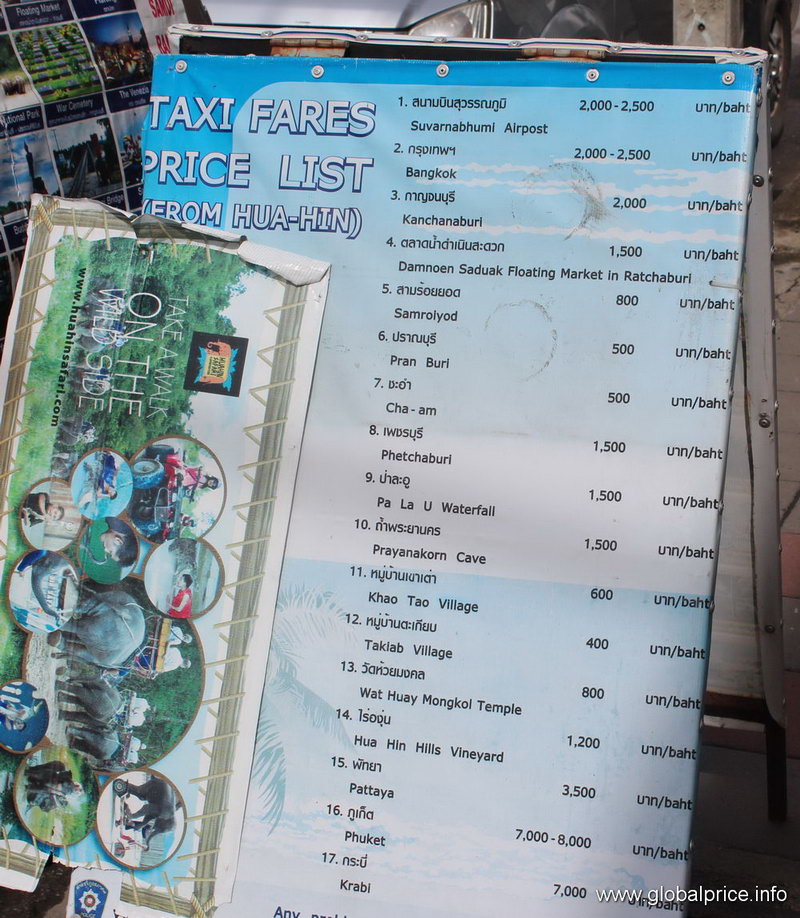 Floating Market
National Park
War Cemetery
The Venezia
Bridge
TAXI FARES
PRICE LIST
(FROM HUA-HIN)
1. สนามบินสุวรรณภูมิ 2,000-2,500 บาท/baht
Suvarnabhumi Airpost
2. กรุงเทพฯ 2,000-2,500 บาท/baht
Bangkok
3. กาญจนบุรี 2,000 บาท/baht
Kanchanaburi
4. ตลาดน้ำดำเนินสะดวก 1,500 บาท/baht
Damnoen Saduak Floating Market in Ratchaburi
5. สามร้อยยอด 800 บาท/baht
Samroiyod
6. ปราณบุรี 500 บาท/baht
Pran Buri
7. ชะอำ 500 บาท/baht
Cha-am
8. เพชรบุรี 1,500 บาท/baht
Phetchaburi
9. ป่าละอู 1,500 บาท/baht
Pa La U Waterfall
10. ถ้ำพระยานคร 1,500 บาท/baht
Prayanakorn Cave
11. หมู่บ้านเขาเต่า 600 บาท/baht
Khao Tao Village
12. หมู่บ้านตะเกียบ 400 บาท/baht
Takiab Village
13. วัดห้วยมงคล 800 บาท/baht
Wat Huay Mongkol Temple
14. ไร่องุ่น 1,200 บาท/baht
Hua Hin Hills Vineyard
15. พัทยา 3,500 บาท/baht
Pattaya
16. ภูเก็ต 7,000-8,000 บาท/baht
Phuket
17. กระบี่ 7,000 บาท/baht
Krabi
Any
TAKE A WALK
ON THE
WILD SIDE
www.huahinsafari.com
HUAHIN
SAFARI
www.globalprice.info